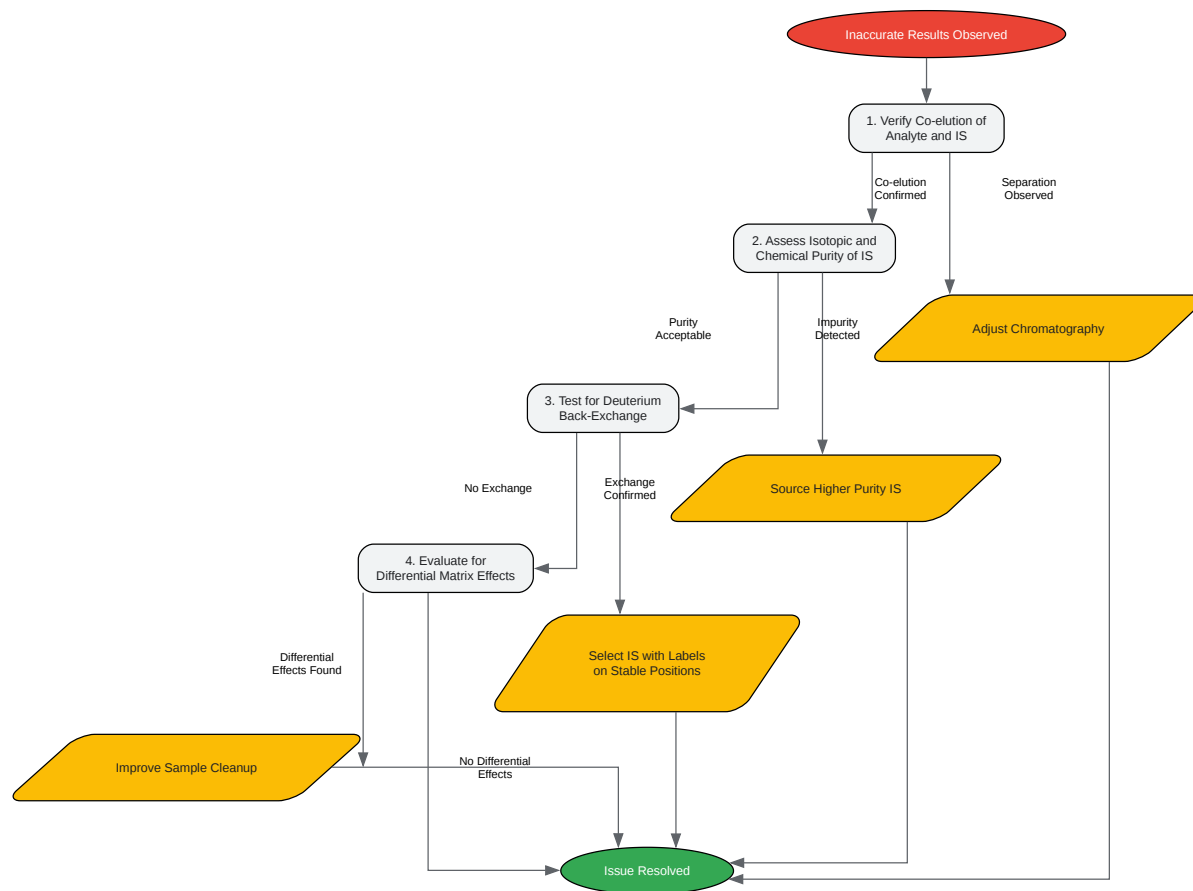 Inaccurate Results Observed
1. Verify Co-elution of
Analyte and IS
Co-elution
Confirmed
Separation
Observed
2. Assess Isotopic and
Chemical Purity of IS
Purity
Acceptable
Impurity
Detected
Adjust Chromatography
3. Test for Deuterium
Back-Exchange
No Exchange
Exchange
Confirmed
Source Higher Purity IS
4. Evaluate for
Differential Matrix Effects
Differential
Effects Found
Select IS with Labels
on Stable Positions
Improve Sample Cleanup
No Differential
Effects
Issue Resolved